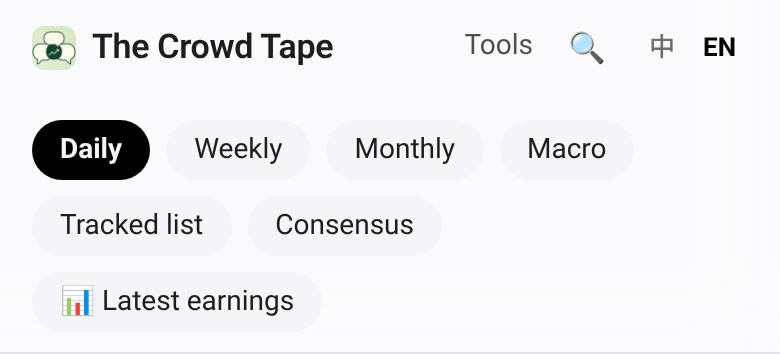 The Crowd Tape Tools 中 EN
Daily Weekly Monthly Macro
Tracked list Consensus
Latest earnings